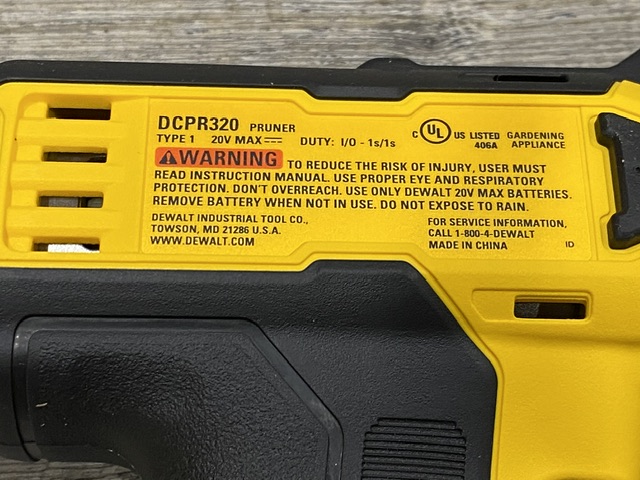 DCPR320 PRUNER
TYPE 1 20V MAX DUTY: I/O - 1s/1s
C UL US LISTED GARDENING
406A APPLIANCE
WARNING TO REDUCE THE RISK OF INJURY, USER MUST
READ INSTRUCTION MANUAL. USE PROPER EYE AND RESPIRATORY
PROTECTION. DON'T OVERREACH. USE ONLY DEWALT 20V MAX BATTERIES.
REMOVE BATTERY WHEN NOT IN USE. DO NOT EXPOSE TO RAIN.
DEWALT INDUSTRIAL TOOL CO.,
TOWSON, MD 21286 U.S.A.
WWW.DEWALT.COM
FOR SERVICE INFORMATION,
CALL 1-800-4-DEWALT
MADE IN CHINA ID